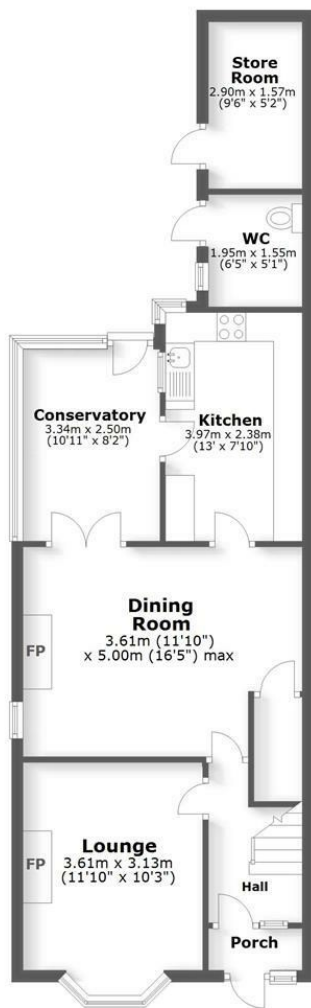 Store
Room
2.90m x 1.57m
(9'6" x 5'2")
WC
1.95m x 1.55m
(6'5" x 5'1")
Conservatory
3.34m x 2.50m
(10'11" x 8'2")
Kitchen
3.97m x 2.38m
(13' x 7'10")
Dining
Room
3.61m (11'10")
x 5.00m (16'5") max
FP
Lounge
3.61m x 3.13m
(11'10" x 10'3")
FP
Hall
Porch